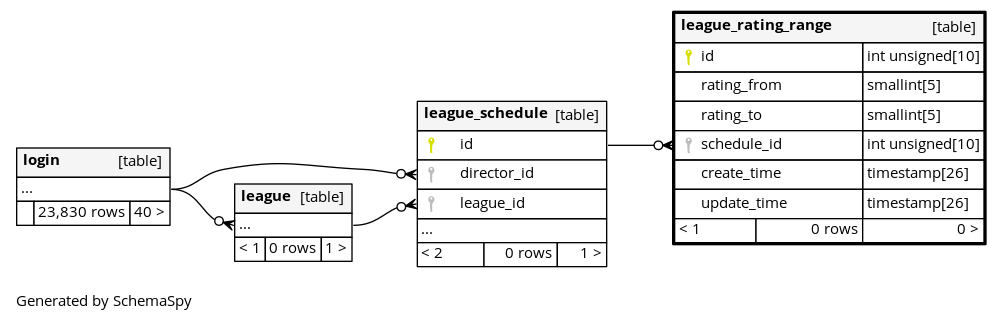 login [table]
...
23,830 rows 40 >
league [table]
...
< 1 0 rows 1 >
league_schedule [table]
id
director_id
league_id
...
< 2 0 rows 1 >
league_rating_range [table]
id int unsigned[10]
rating_from smallint[5]
rating_to smallint[5]
schedule_id int unsigned[10]
create_time timestamp[26]
update_time timestamp[26]
< 1 0 rows 0 >
Generated by SchemaSpy